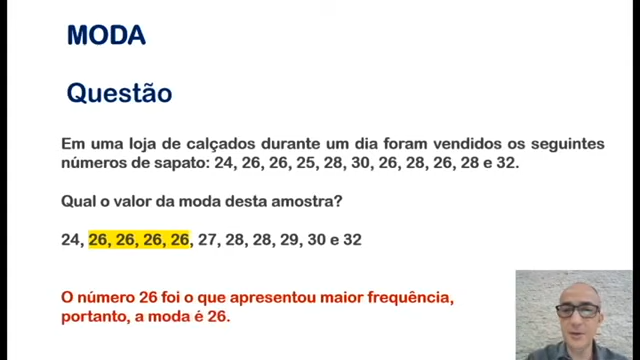 MODA
Questão
Em uma loja de calçados durante um dia foram vendidos os seguintes
números de sapato: 24, 26, 26, 25, 28, 30, 26, 28, 26, 28 e 32.
Qual o valor da moda desta amostra?
24, 26, 26, 26, 26, 27, 28, 28, 29, 30 e 32
O número 26 foi o que apresentou maior frequência,
portanto, a moda é 26.